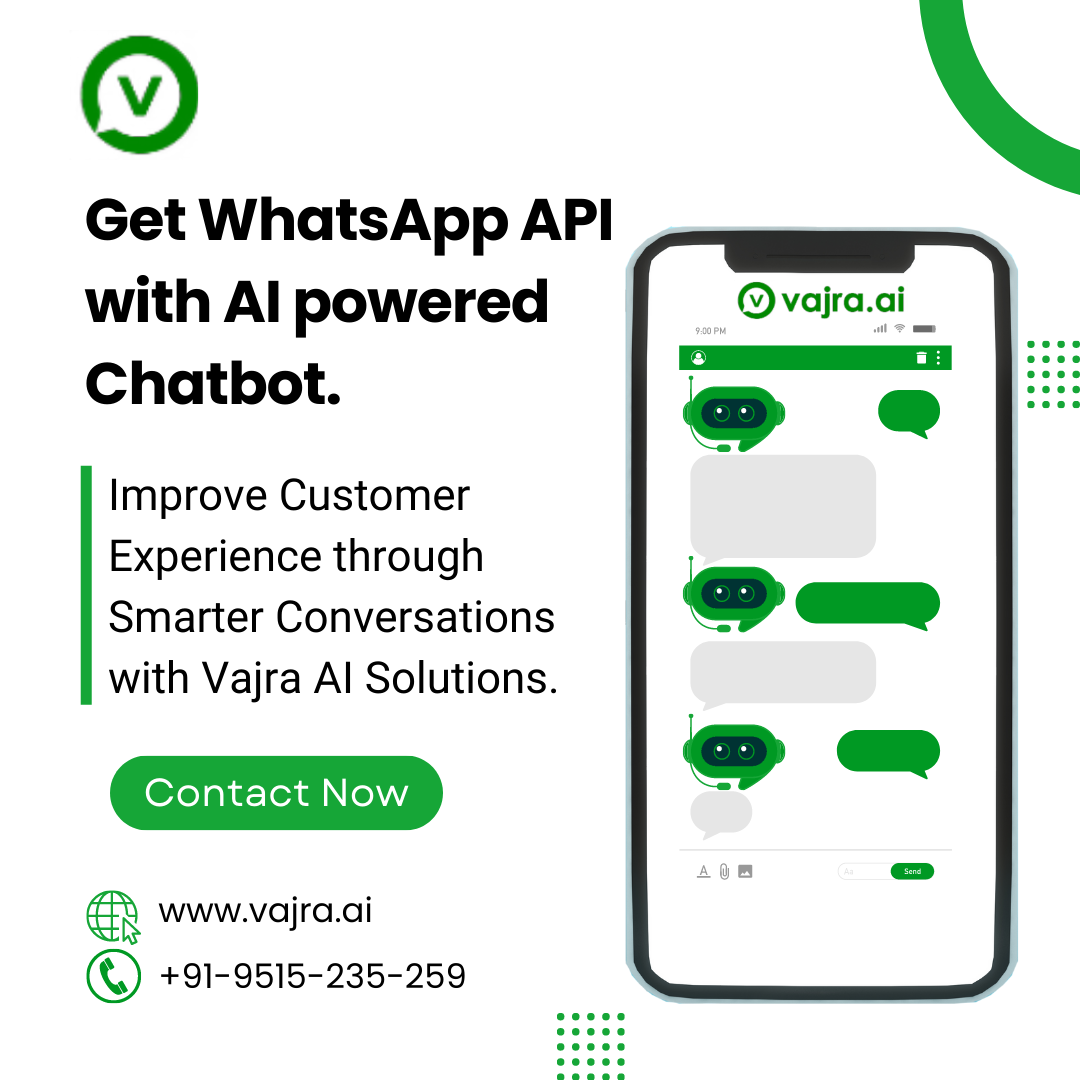 V
Get WhatsApp API
with AI powered
Chatbot.
Improve Customer
Experience through
Smarter Conversations
with Vajra AI Solutions.
Contact Now
www.vajra.ai
+91-9515-235-259
V vajra.ai
9:00 PM
A
Aa
Send